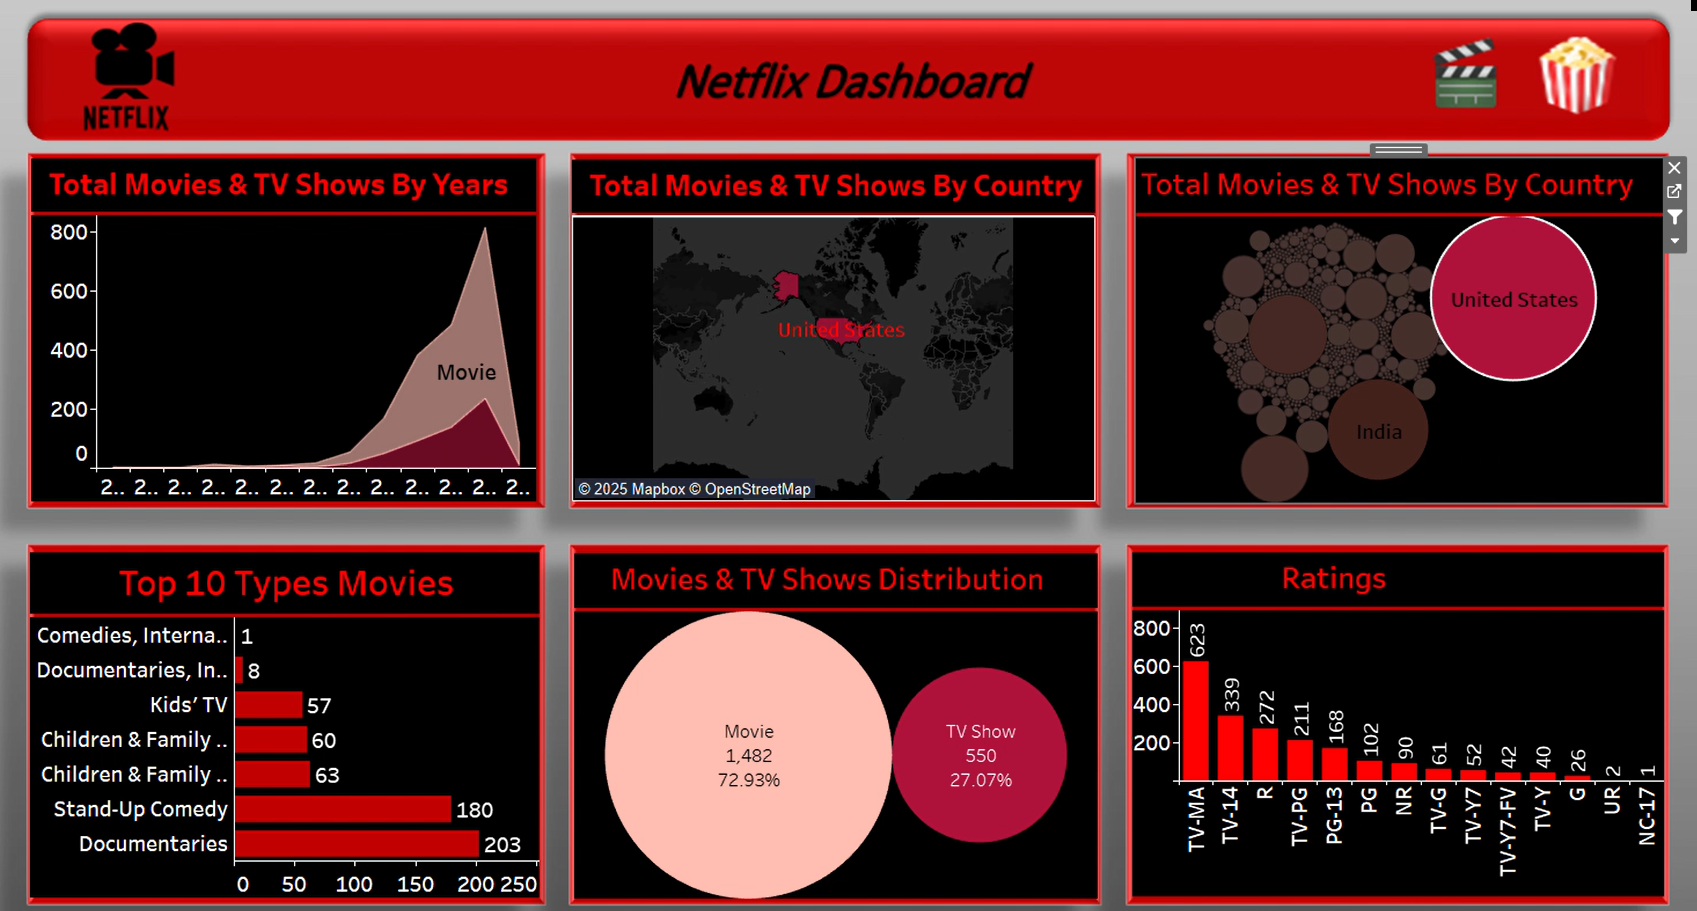 NETFLIX
Netflix Dashboard
Total Movies & TV Shows By Years
800
600
400
200
0
Movie
2.. 2.. 2.. 2.. 2.. 2.. 2.. 2.. 2.. 2.. 2.. 2.. 2..
Total Movies & TV Shows By Country
United States
© 2025 Mapbox © OpenStreetMap
Total Movies & TV Shows By Country
United States
India
Top 10 Types Movies
Comedies, Interna.. 1
Documentaries, In.. 8
Kids’ TV 57
Children & Family .. 60
Children & Family .. 63
Stand-Up Comedy 180
Documentaries 203
0 50 100 150 200 250
Movies & TV Shows Distribution
Movie
1,482
72.93%
TV Show
550
27.07%
Ratings
800
600
400
200
623 339 272 211 168 102 90 61 52 42 40 26 2 1
TV-MA TV-14 R TV-PG PG-13 PG NR TV-G TV-Y7 TV-Y7-FV TV-Y G UR NC-17